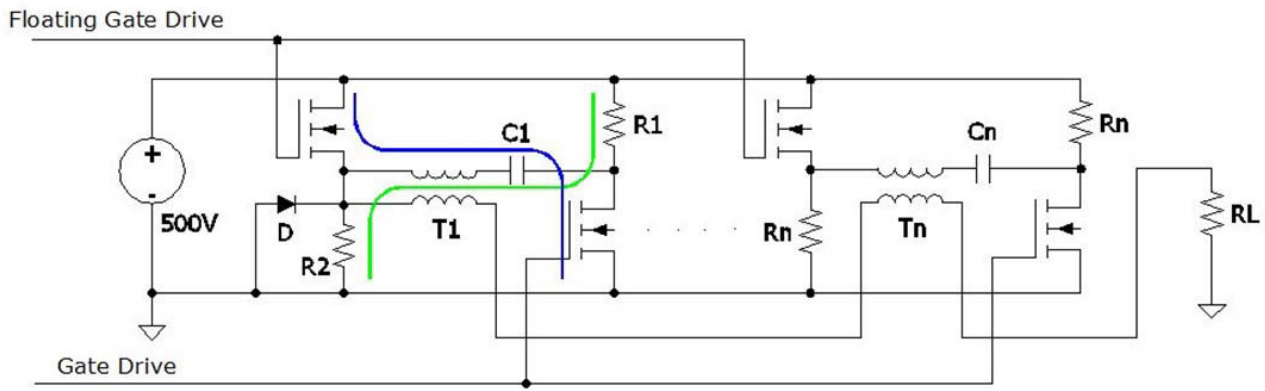 Floating Gate Drive
C1
R1
Cn
Rn
+
-
500V
D
R2
T1
. . . . . .
Rn
Tn
RL
Gate Drive